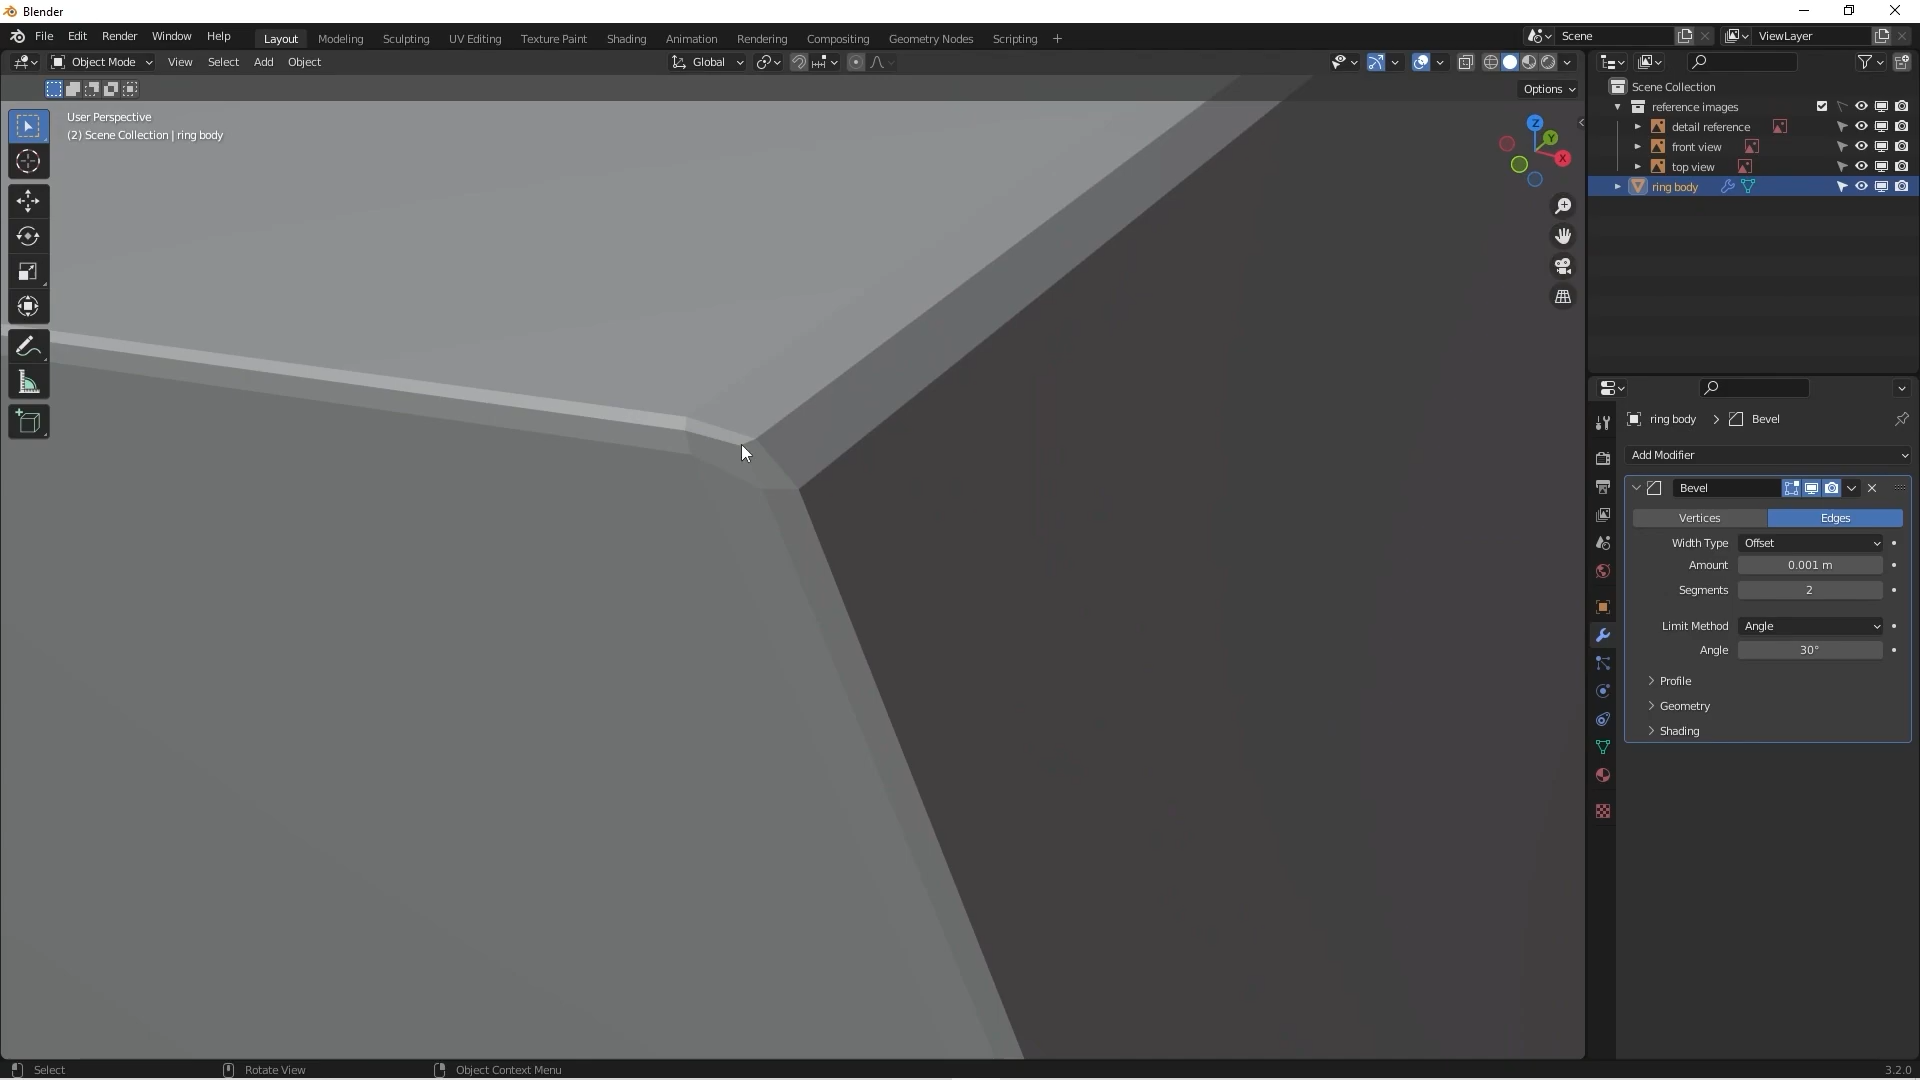 Blender
File Edit Render Window Help
Layout Modeling Sculpting UV Editing Texture Paint Shading Animation Rendering Compositing Geometry Nodes Scripting +
Scene
ViewLayer
Object Mode View Select Add Object
Global
Options
User Perspective
(2) Scene Collection | ring body
Z
Y
X
Scene Collection
reference images
detail reference
front view
top view
ring body
ring body > Bevel
Add Modifier
Bevel
Vertices Edges
Width Type Offset
Amount 0.001 m
Segments 2
Limit Method Angle
Angle 30°
Profile
Geometry
Shading
Select Rotate View Object Context Menu
3.2.0